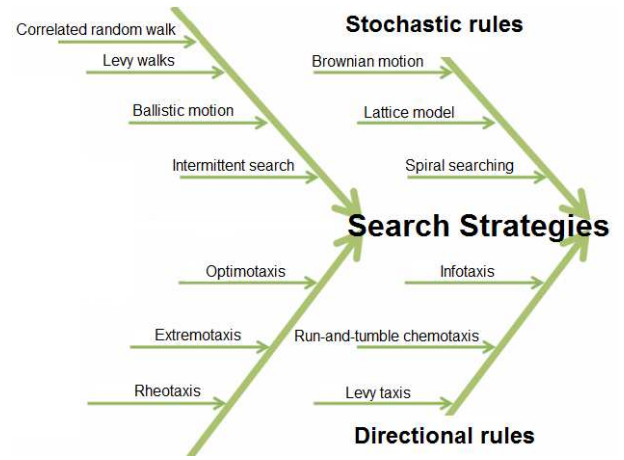 Stochastic rules
Correlated random walk
Levy walks
Brownian motion
Ballistic motion
Lattice model
Intermittent search
Spiral searching
Search Strategies
Optimotaxis
Infotaxis
Extremotaxis
Run-and-tumble chemotaxis
Rheotaxis
Levy taxis
Directional rules